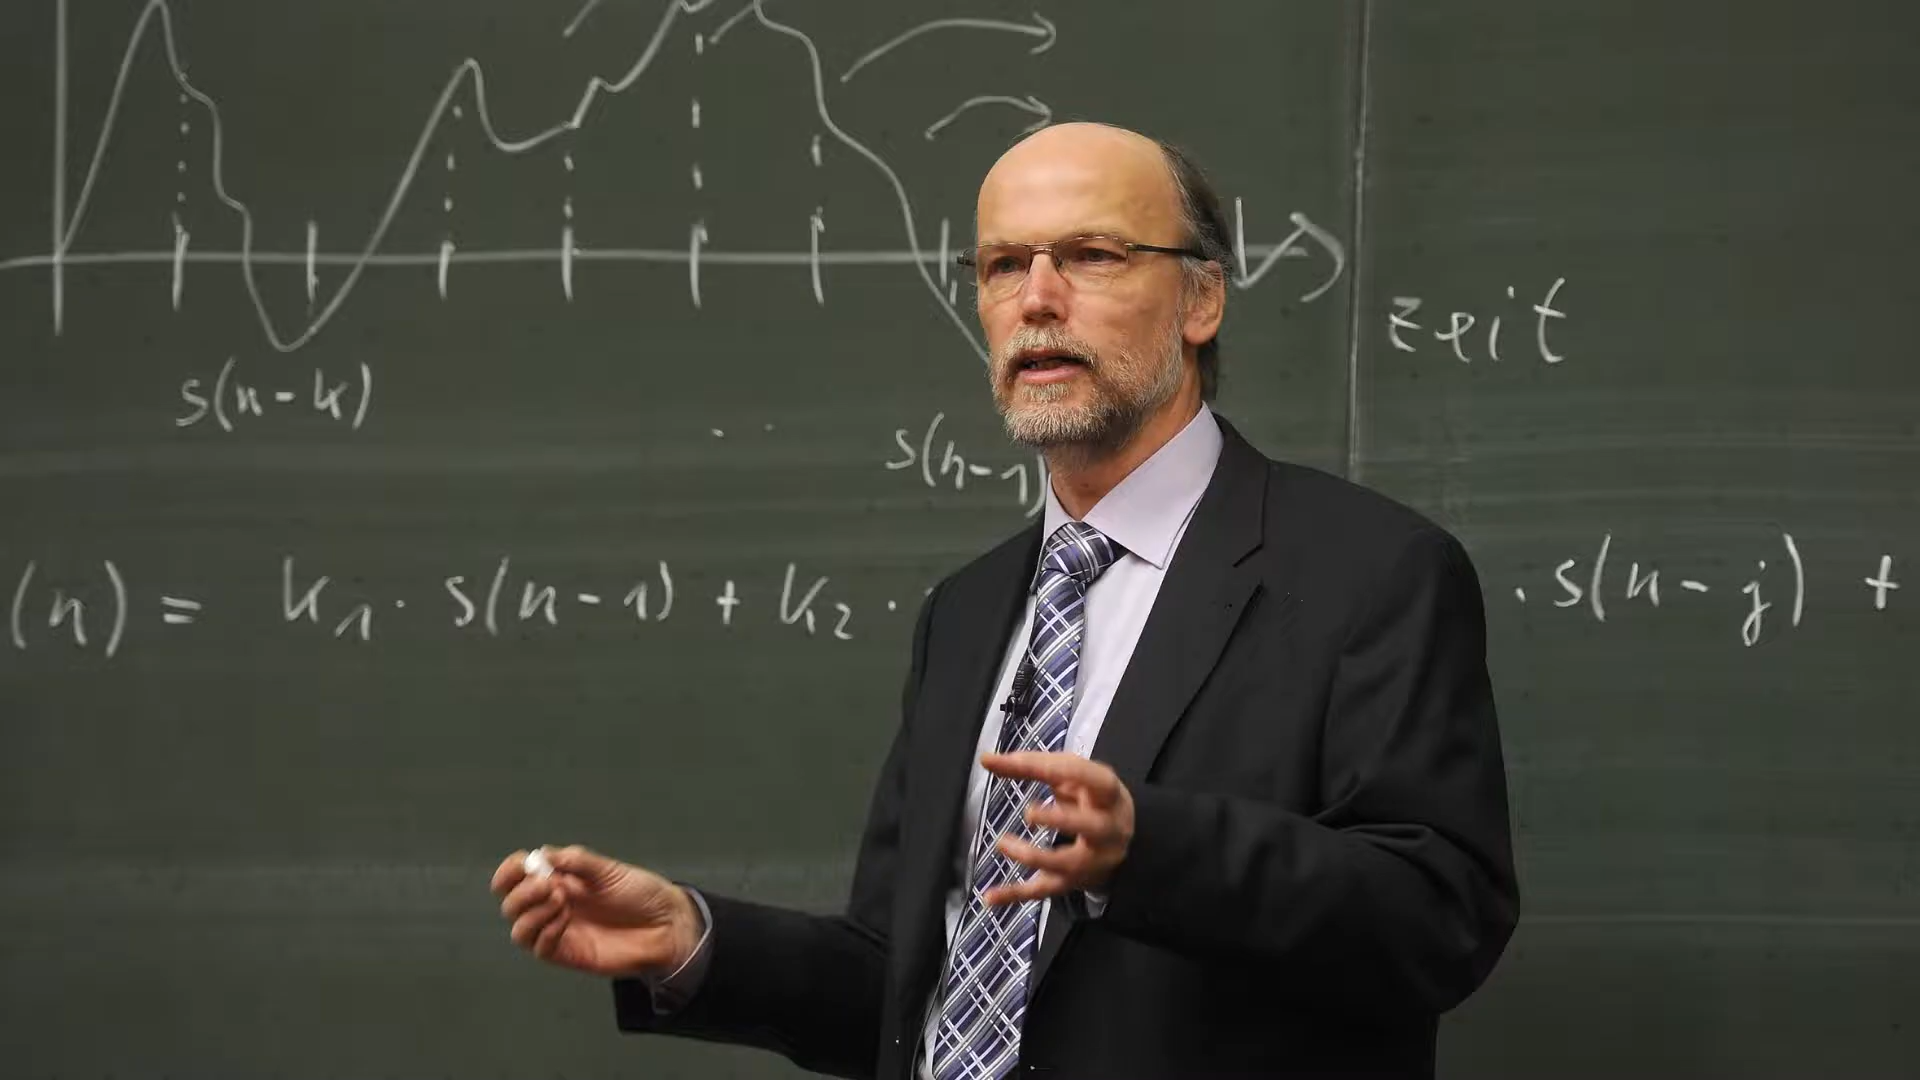 zeit
s(n-k)
s(n-1)
(n) = k₁· s(n-1) + k₂ · · s(n-j) +